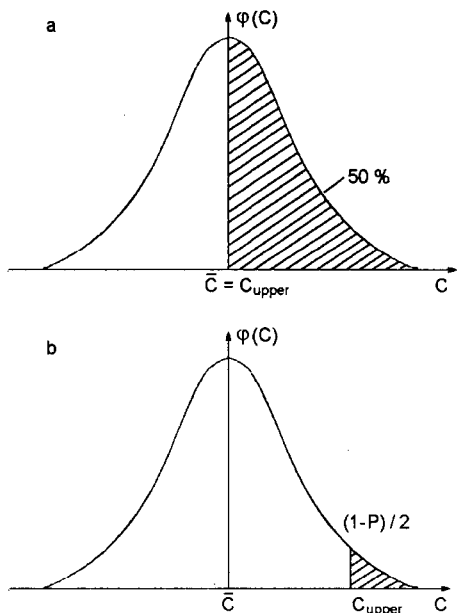 a
φ(C)
50 %
C̄ = C_upper
C
b
φ(C)
(1-P) / 2
C̄
C_upper
C